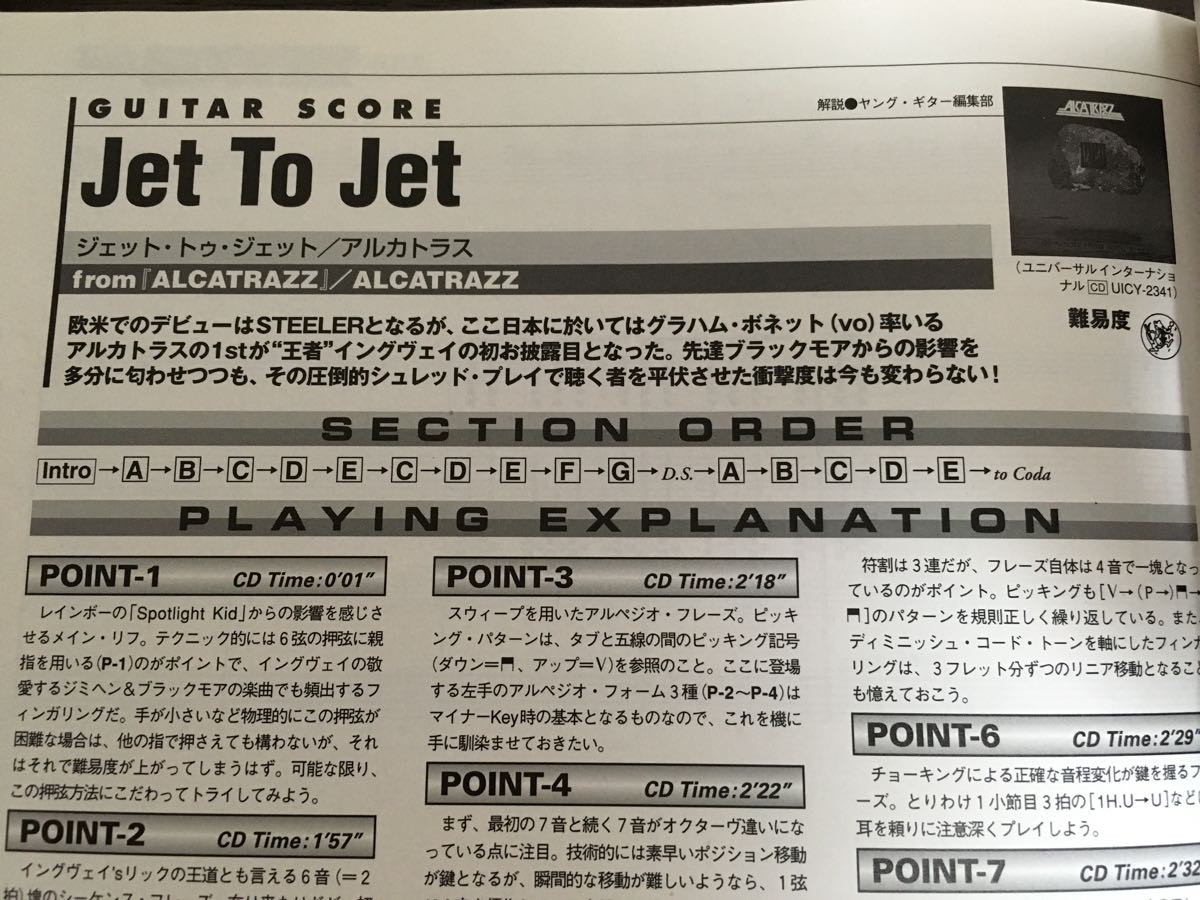 GUITAR SCORE
解説●ヤング・ギター編集部
Jet To Jet
ジェット・トゥ・ジェット／アルカトラス
from『ALCATRAZZ』／ALCATRAZZ
ALCATRAZZ
（ユニバーサル インターナショ
ナル CD UICY-2341）
難易度
欧米でのデビューはSTEELERとなるが、ここ日本に於いてはグラハム・ボネット（vo）率いる
アルカトラスの1stが“王者”イングヴェイの初お披露目となった。先達ブラックモアからの影響を
多分に匂わせつつも、その圧倒的シュレッド・プレイで聴く者を平伏させた衝撃度は今も変わらない！
SECTION ORDER
Intro→A→B→C→D→E→C→D→E→F→G→D.S.→A→B→C→D→E→to Coda
PLAYING EXPLANATION
POINT-1 CD Time:0'01"
レインボーの「Spotlight Kid」からの影響を感じさ
せるメイン・リフ。テクニック的には6弦の押弦に親
指を用いる(P-1)のがポイントで、イングヴェイの敬
愛するジミヘン＆ブラックモアの楽曲でも頻出するフ
ィンガリングだ。手が小さいなど物理的にこの押弦が
困難な場合は、他の指で押さえても構わないが、それ
はそれで難易度が上がってしまうはず。可能な限り、
この押弦方法にこだわってトライしてみよう。
POINT-2 CD Time:1'57"
イングヴェイ'sリックの王道とも言える6音（＝2
拍）塊のシーケンス・フレーズ。
POINT-3 CD Time:2'18"
スウィープを用いたアルペジオ・フレーズ。ピッキ
ング・パターンは、タブと五線の間のピッキング記号
(ダウン＝⊓、アップ＝V)を参照のこと。ここに登場
する左手のアルペジオ・フォーム3種(P-2〜P-4)は
マイナーKey時の基本となるものなので、これを機に
手に馴染ませておきたい。
POINT-4 CD Time:2'22"
まず、最初の7音と続く7音がオクターヴ違いにな
っている点に注目。技術的には素早いポジション移動
が鍵となるが、瞬間的な移動が難しいようなら、1弦
符割は3連だが、フレーズ自体は4音で一塊となっ
ているのがポイント。ピッキングも[V→(P→)⊓→
⊓]のパターンを規則正しく繰り返している。また、
ディミニッシュ・コード・トーンを軸にしたフィンガ
リングは、3フレット分ずつのリニア移動となること
も憶えておこう。
POINT-6 CD Time:2'29"
チョーキングによる正確な音程変化が鍵を握るフ
ーズ。とりわけ1小節目3拍の[1H.U→U]など
耳を頼りに注意深くプレイしよう。
POINT-7 CD Time:2'32